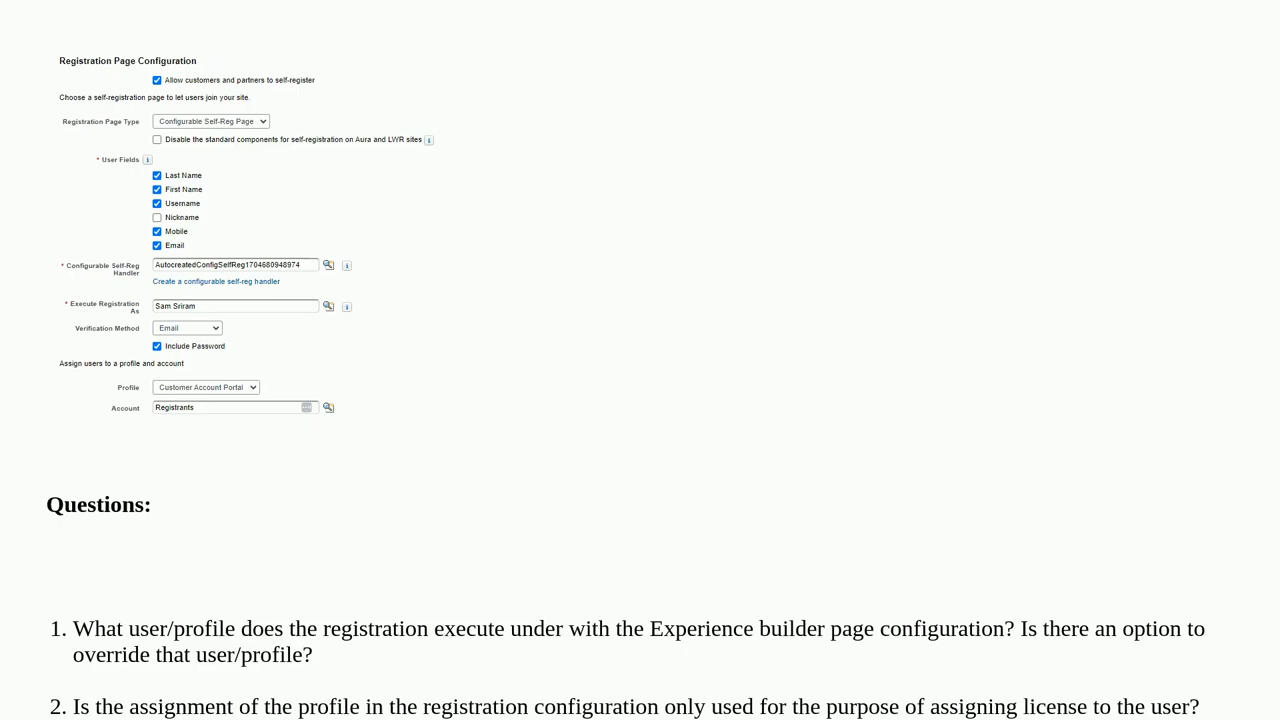 Registration Page Configuration
Allow customers and partners to self-register
Choose a self-registration page to let users join your site.
Registration Page Type Configurable Self-Reg Page
Disable the standard components for self-registration on Aura and LWR sites
* User Fields
Last Name
First Name
Username
Nickname
Mobile
Email
* Configurable Self-Reg Handler AutocreatedConfigSelfReg1704680948974
Create a configurable self-reg handler
* Execute Registration As Sam Sriram
Verification Method Email
Include Password
Assign users to a profile and account
Profile Customer Account Portal
Account Registrants
Questions:
1. What user/profile does the registration execute under with the Experience builder page configuration? Is there an option to
override that user/profile?
2. Is the assignment of the profile in the registration configuration only used for the purpose of assigning license to the user?